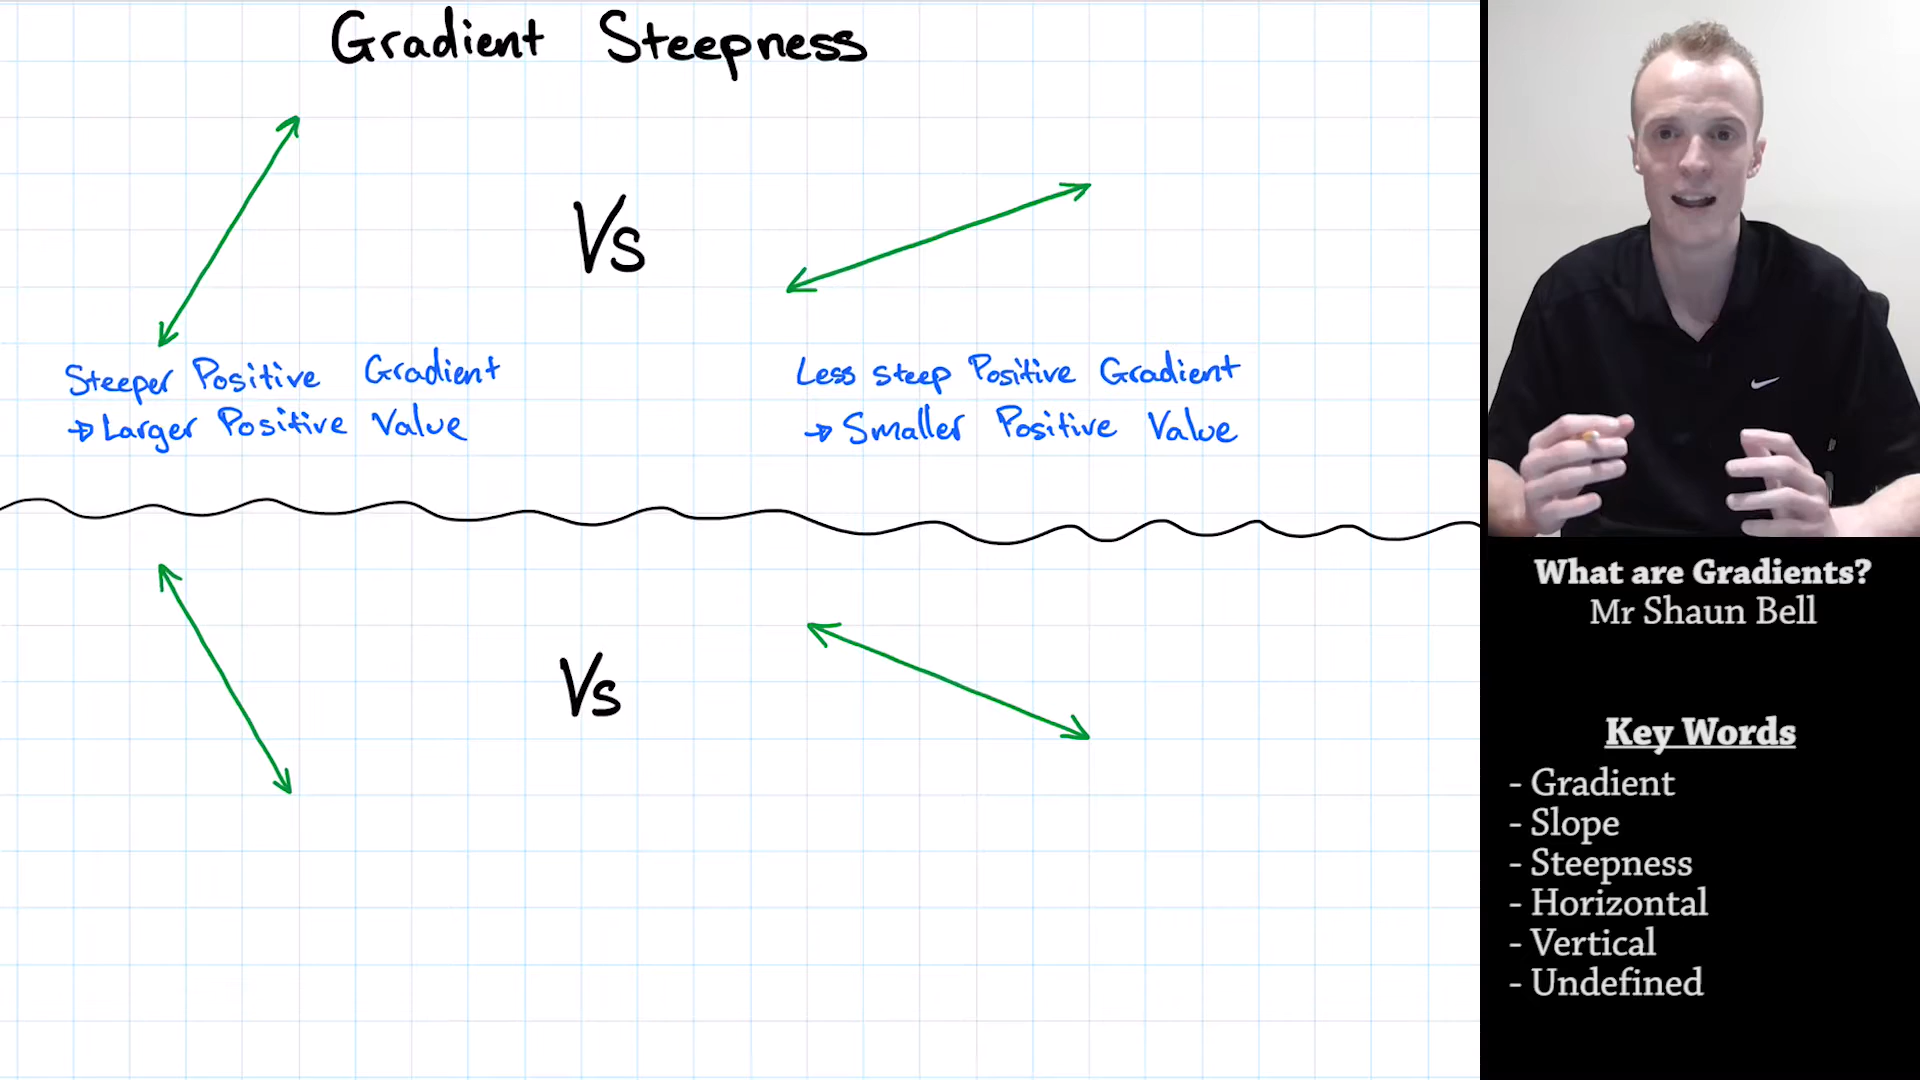 Gradient Steepness
Vs
Steeper Positive Gradient
→ Larger Positive Value
Less steep Positive Gradient
→ Smaller Positive Value
Vs
What are Gradients?
Mr Shaun Bell
Key Words
- Gradient
- Slope
- Steepness
- Horizontal
- Vertical
- Undefined